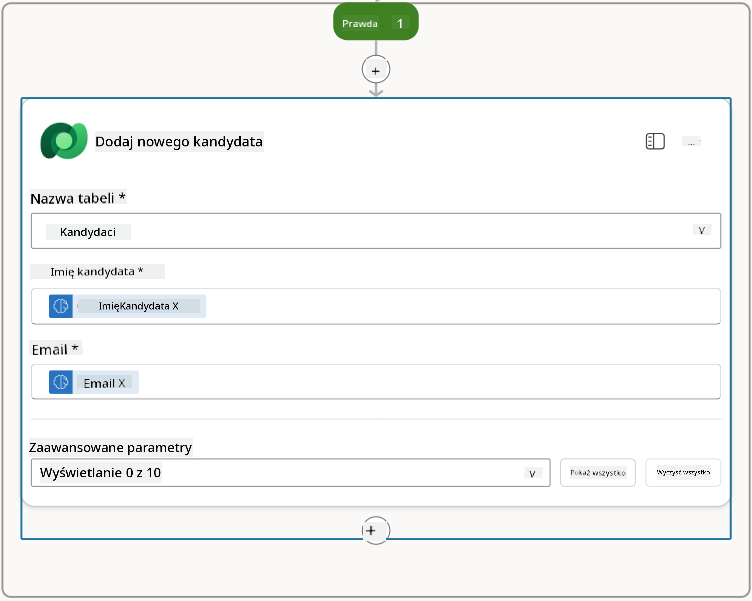 Prawda 1
+
Dodaj nowego kandydata ...
Nazwa tabeli *
Kandydaci V
Imię kandydata *
ImięKandydata X
Email *
Email X
Zaawansowane parametry
Wyświetlanie 0 z 10 V Pokaż wszystko Wyczyść wszystko
+